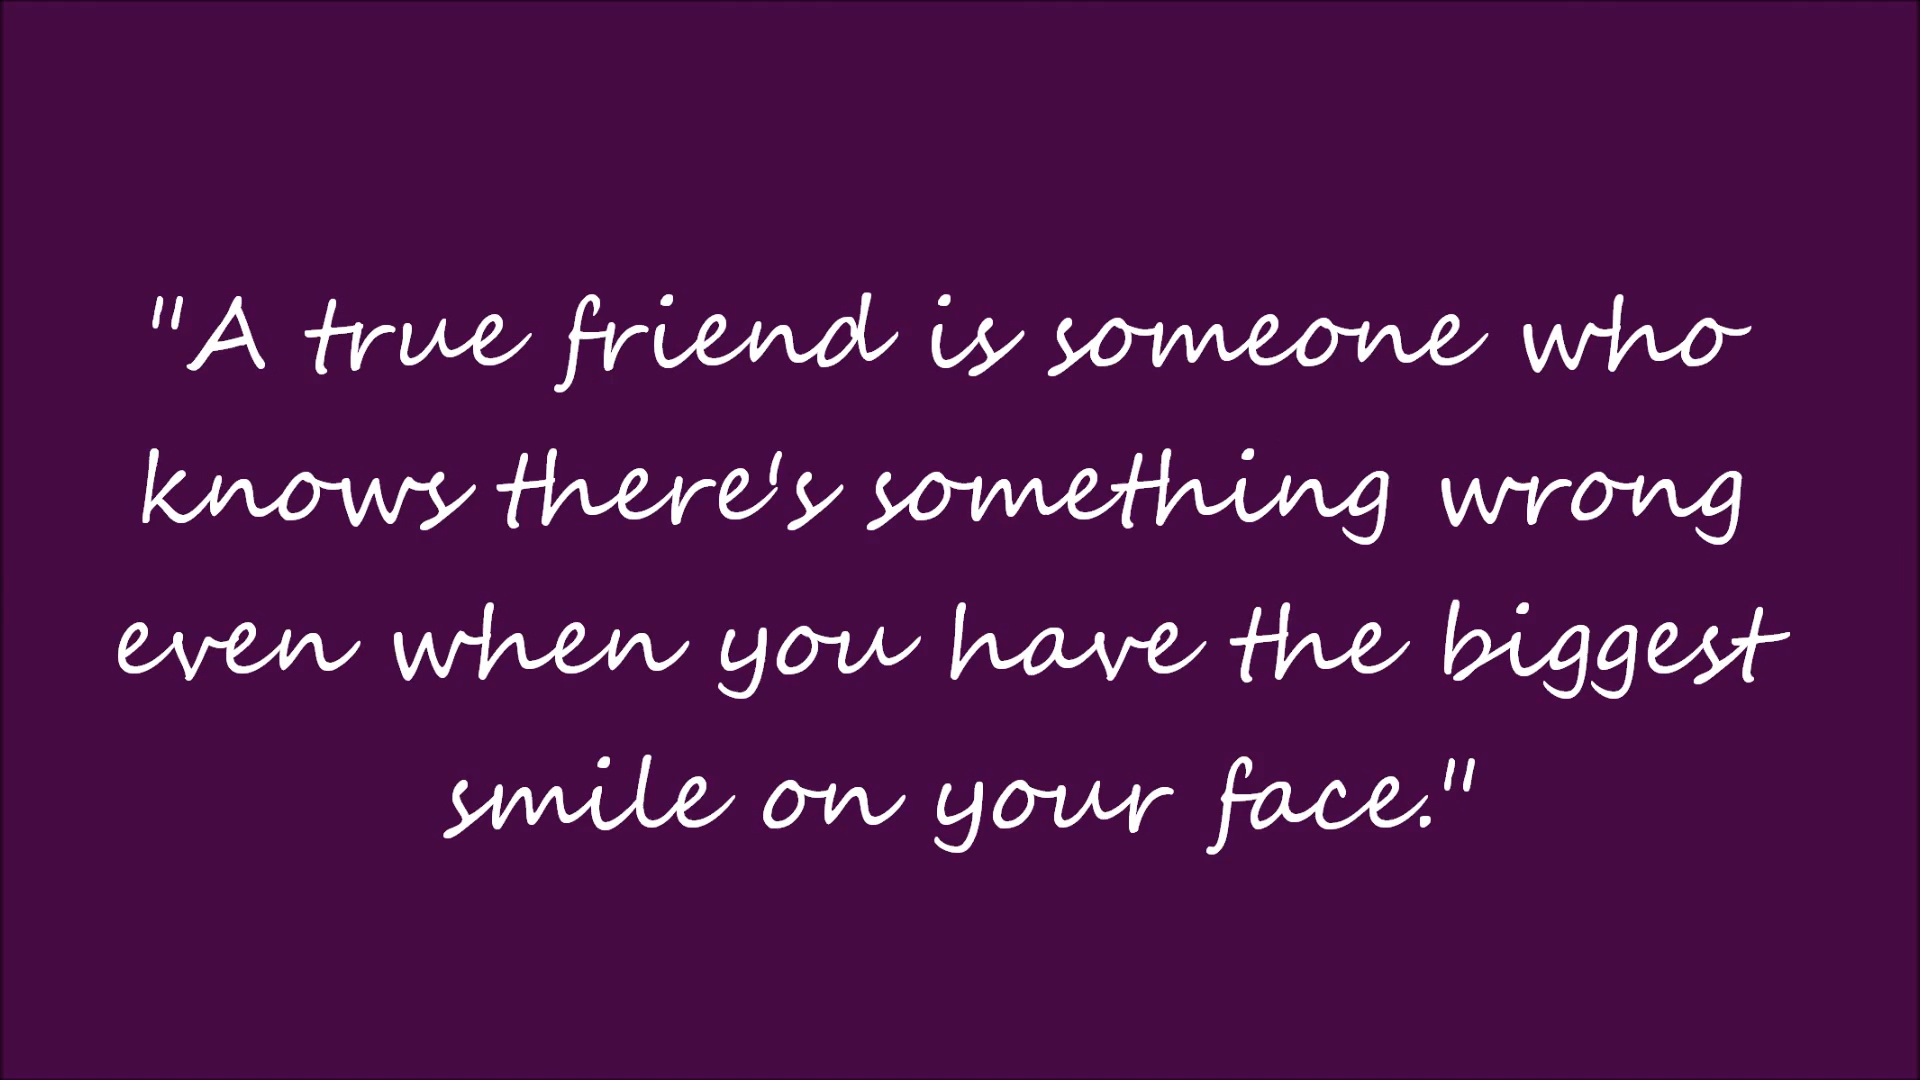 "A true friend is someone who
knows there's something wrong
even when you have the biggest
smile on your face."